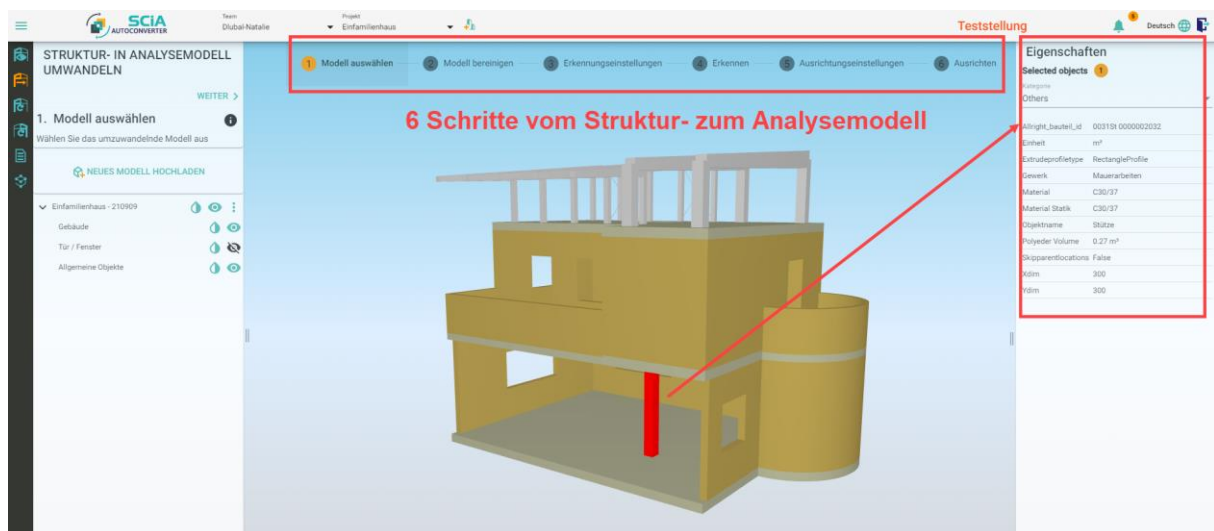 SCiA
AUTOCONVERTER
Team
Dlubal-Natalie
Projekt
Einfamilienhaus
Teststellung
Deutsch
STRUKTUR- IN ANALYSEMODELL
UMWANDELN
WEITER >
1. Modell auswählen
Wählen Sie das umzuwandelnde Modell aus
NEUES MODELL HOCHLADEN
Einfamilienhaus - 210909
Gebäude
Tür / Fenster
Allgemeine Objekte
1 Modell auswählen 2 Modell bereinigen 3 Erkennungseinstellungen 4 Erkennen 5 Ausrichtungseinstellungen 6 Ausrichten
6 Schritte vom Struktur- zum Analysemodell
Eigenschaften
Selected objects 1
Kategorie
Others
Allright_bauteil_id 0031St 0000002032
Einheit m³
Extrudeprofiletype RectangleProfile
Gewerk Mauerarbeiten
Material C30/37
Material Statik C30/37
Objektname Stütze
Polyeder Volume 0.27 m³
Skipparentlocations False
Xdim 300
Ydim 300